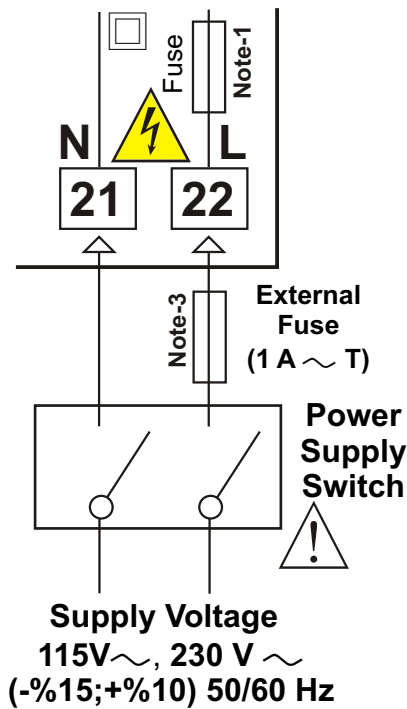 Fuse
Note-1
N
L
21
22
Note-3
External
Fuse
(1 A ～ T)
Power
Supply
Switch
Supply Voltage
115V～, 230 V ～
(-%15;+%10) 50/60 Hz